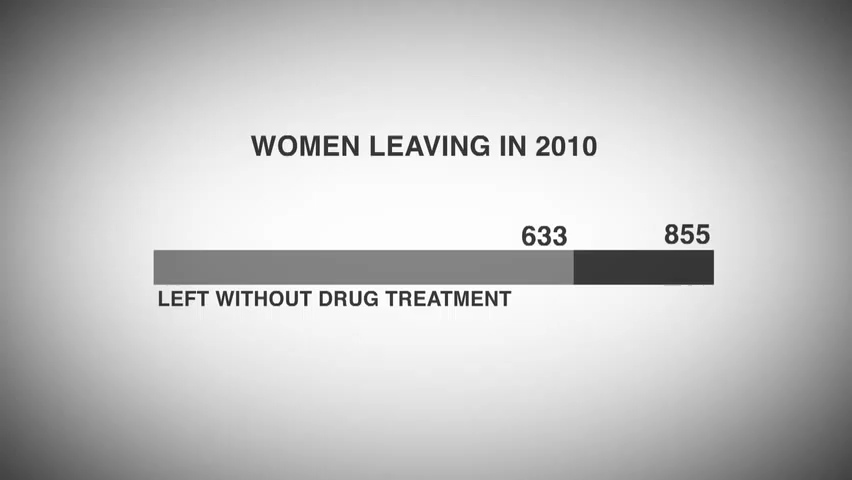 WOMEN LEAVING IN 2010
633 855
LEFT WITHOUT DRUG TREATMENT